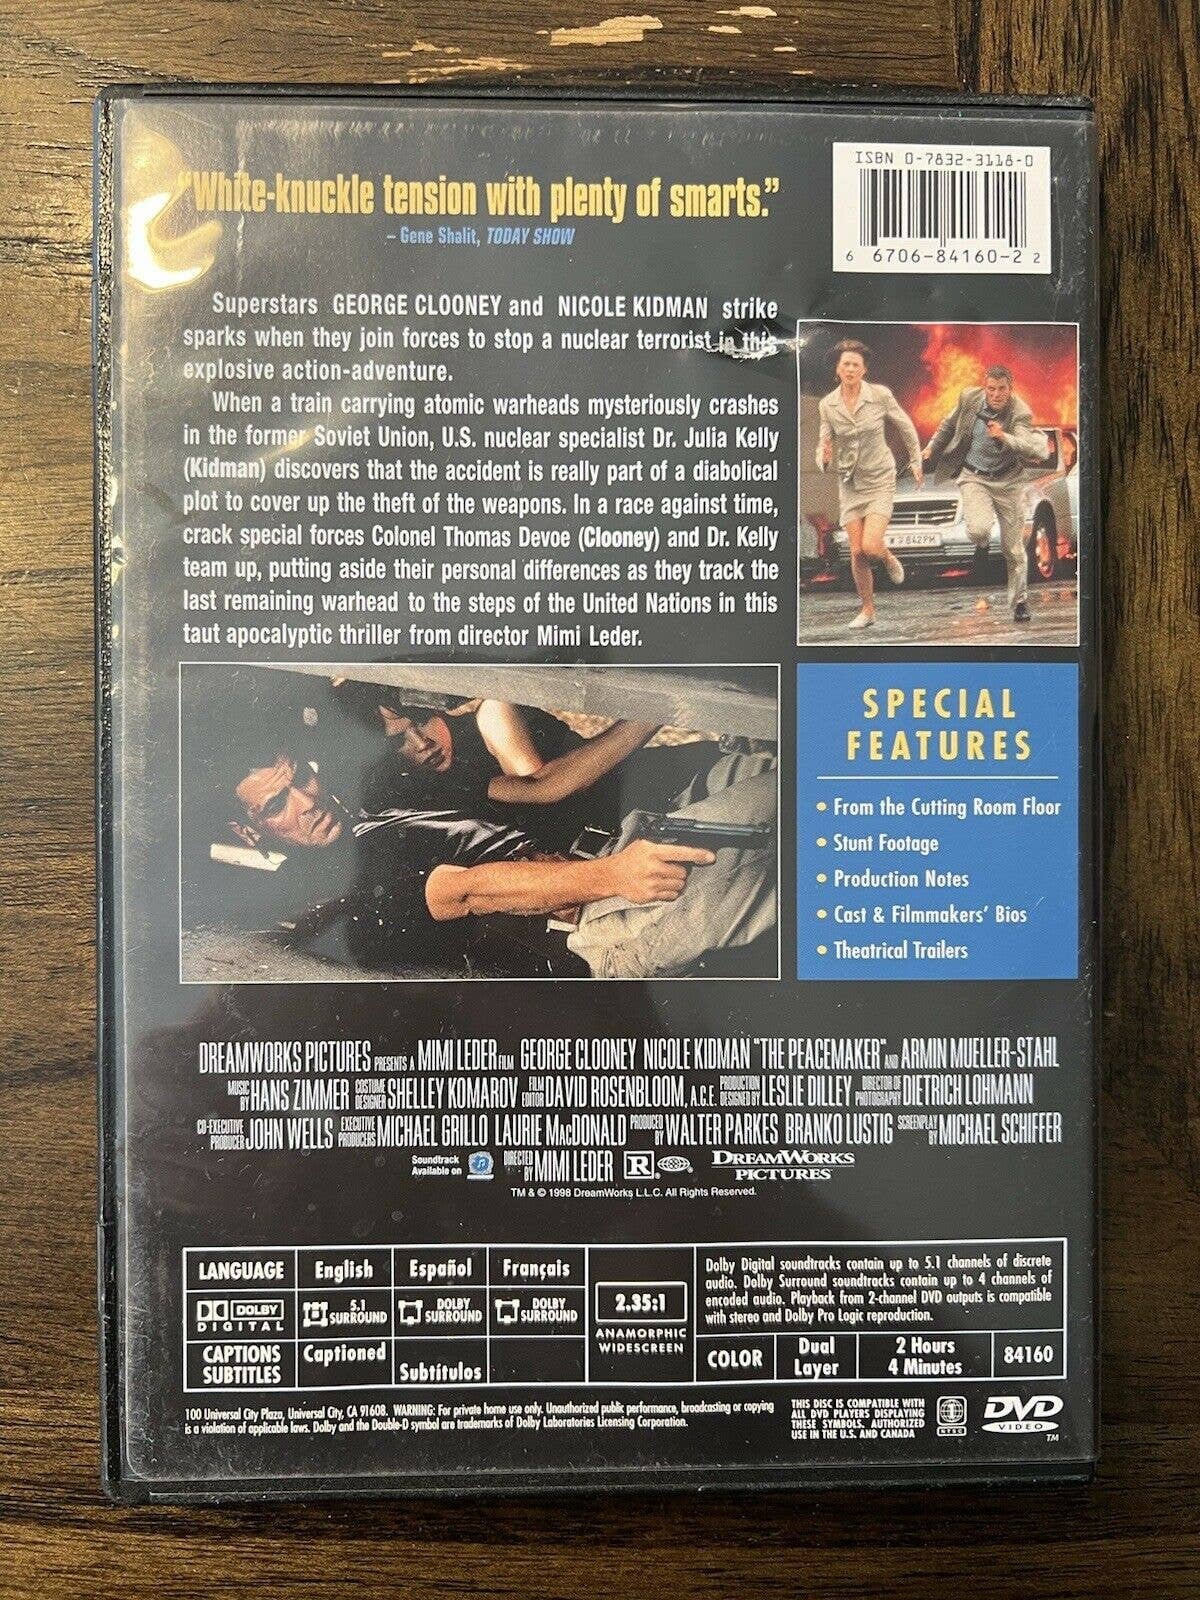 ISBN 0-7832-3118-0
6 6706-84160-2 2
"White-knuckle tension with plenty of smarts."
– Gene Shalit, TODAY SHOW
Superstars GEORGE CLOONEY and NICOLE KIDMAN strike
sparks when they join forces to stop a nuclear terrorist in this
explosive action-adventure.
When a train carrying atomic warheads mysteriously crashes
in the former Soviet Union, U.S. nuclear specialist Dr. Julia Kelly
(Kidman) discovers that the accident is really part of a diabolical
plot to cover up the theft of the weapons. In a race against time,
crack special forces Colonel Thomas Devoe (Clooney) and Dr. Kelly
team up, putting aside their personal differences as they track the
last remaining warhead to the steps of the United Nations in this
taut apocalyptic thriller from director Mimi Leder.
SPECIAL
FEATURES
• From the Cutting Room Floor
• Stunt Footage
• Production Notes
• Cast & Filmmakers' Bios
• Theatrical Trailers
DREAMWORKS PICTURES PRESENTS A MIMI LEDER FILM GEORGE CLOONEY NICOLE KIDMAN "THE PEACEMAKER" AND ARMIN MUELLER-STAHL
MUSIC BY HANS ZIMMER COSTUME DESIGNER SHELLEY KOMAROV FILM EDITOR DAVID ROSENBLOOM, A.C.E. PRODUCTION DESIGNED BY LESLIE DILLEY DIRECTOR OF PHOTOGRAPHY DIETRICH LOHMANN
CO-EXECUTIVE PRODUCER JOHN WELLS EXECUTIVE PRODUCERS MICHAEL GRILLO LAURIE MACDONALD PRODUCED BY WALTER PARKES BRANKO LUSTIG SCREENPLAY BY MICHAEL SCHIFFER
Soundtrack Available on DIRECTED BY MIMI LEDER R DREAMWORKS PICTURES
TM & © 1998 DreamWorks L.L.C. All Rights Reserved.
LANGUAGE English Español Français
DOLBY DIGITAL 5.1 SURROUND DOLBY SURROUND DOLBY SURROUND
CAPTIONS SUBTITLES Captioned Subtítulos
2.35:1
ANAMORPHIC
WIDESCREEN
Dolby Digital soundtracks contain up to 5.1 channels of discrete
audio. Dolby Surround soundtracks contain up to 4 channels of
encoded audio. Playback from 2-channel DVD outputs is compatible
with stereo and Dolby Pro Logic reproduction.
COLOR Dual Layer 2 Hours 4 Minutes 84160
100 Universal City Plaza, Universal City, CA 91608. WARNING: For private home use only. Unauthorized public performance, broadcasting or copying
is a violation of applicable laws. Dolby and the Double-D symbol are trademarks of Dolby Laboratories Licensing Corporation.
THIS DISC IS COMPATIBLE WITH
ALL DVD PLAYERS DISPLAYING
THESE SYMBOLS. AUTHORIZED
USE IN THE U.S. AND CANADA
NTSC
DVD
VIDEO
TM